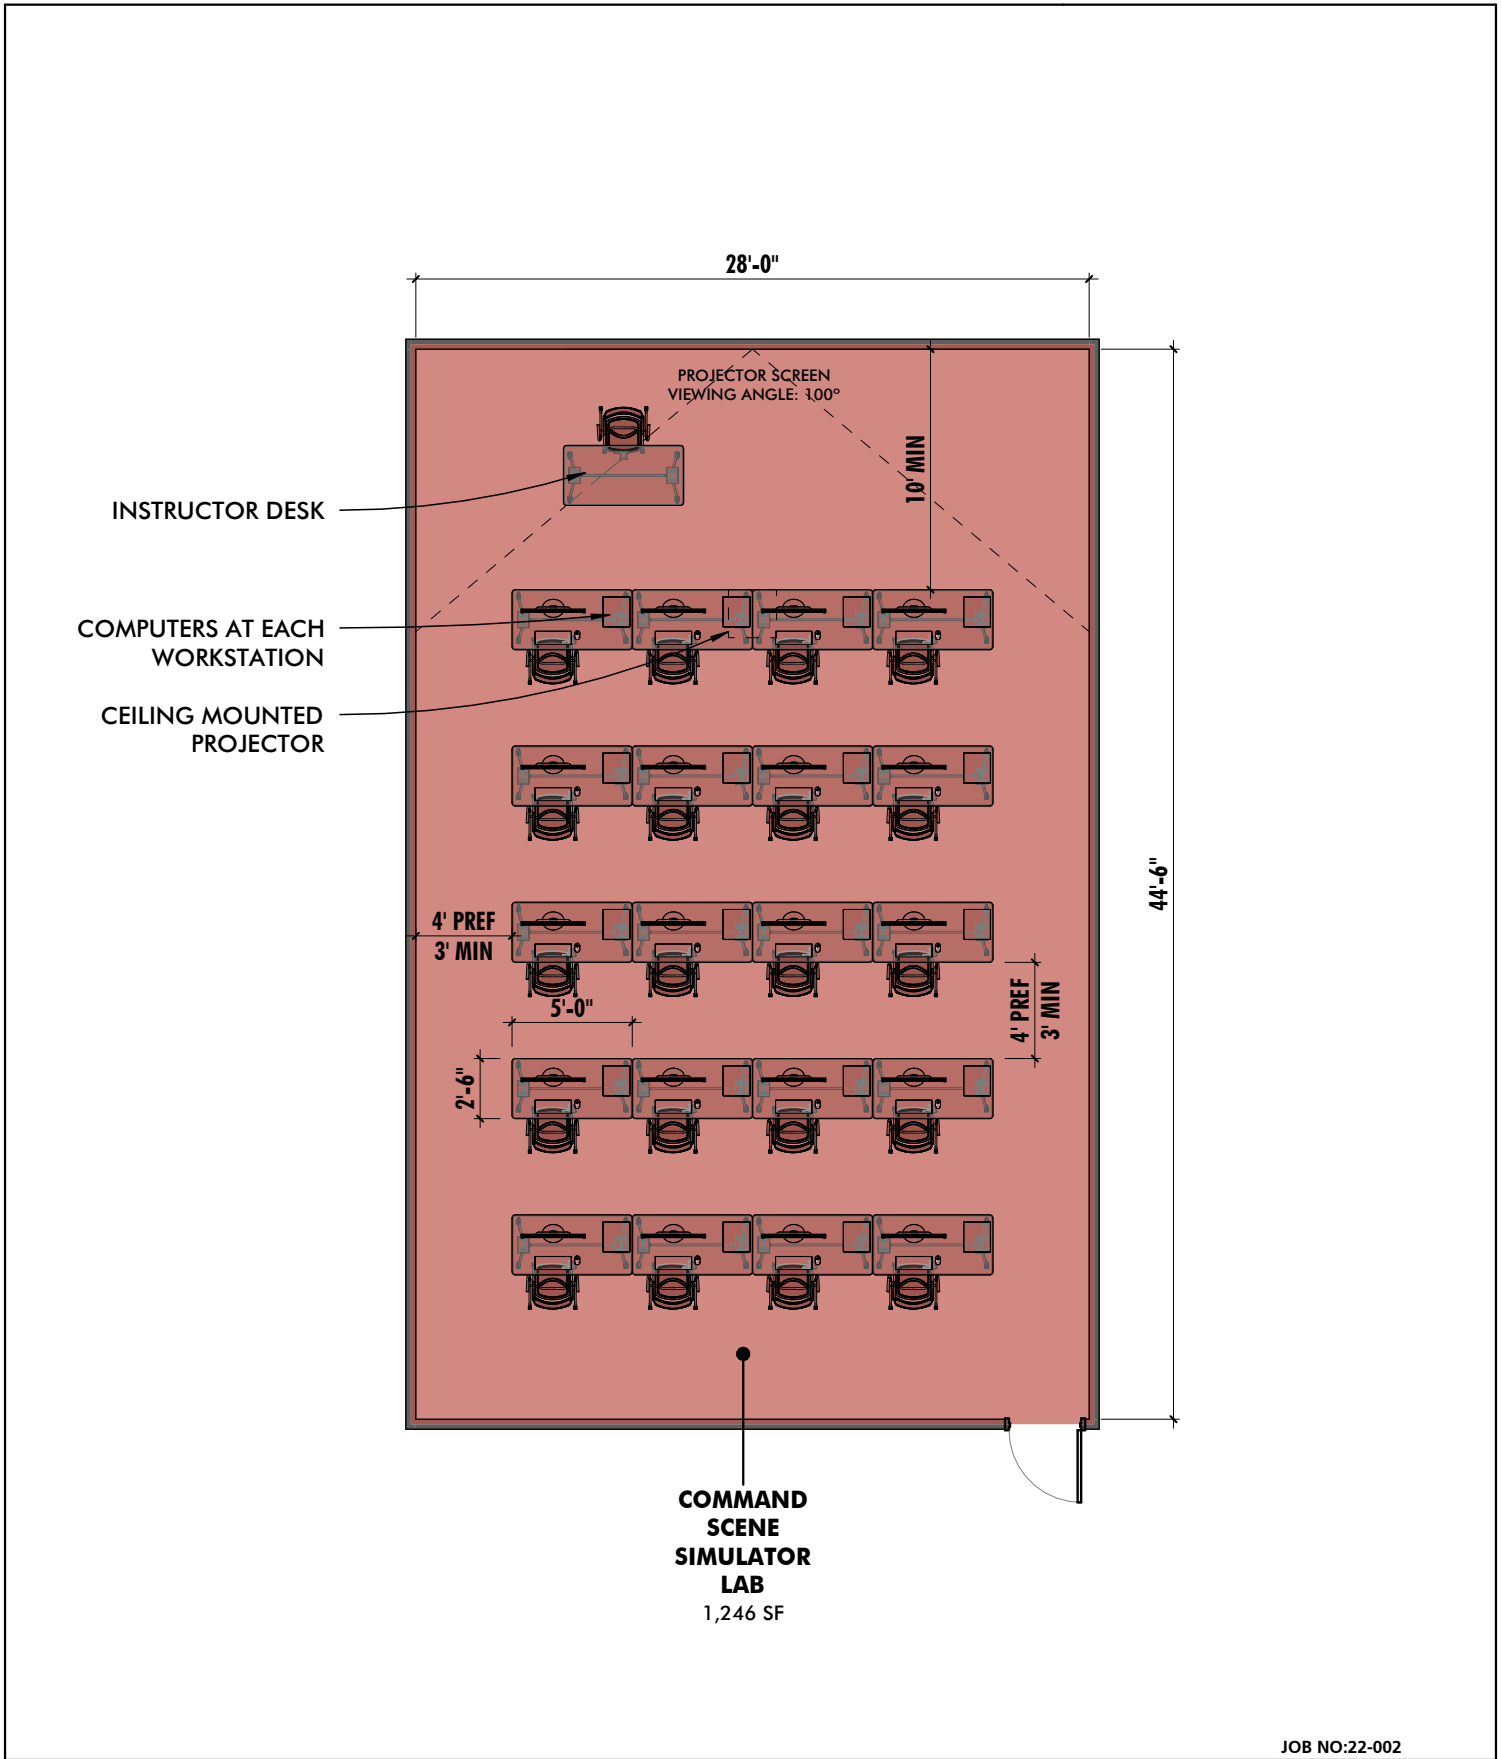 28'-0"
PROJECTOR SCREEN
VIEWING ANGLE: 100º
10' MIN
INSTRUCTOR DESK
COMPUTERS AT EACH
WORKSTATION
CEILING MOUNTED
PROJECTOR
44'-6"
4' PREF
3' MIN
5'-0"
4' PREF
3' MIN
2'-6"
COMMAND
SCENE
SIMULATOR
LAB
1,246 SF
JOB NO:22-002